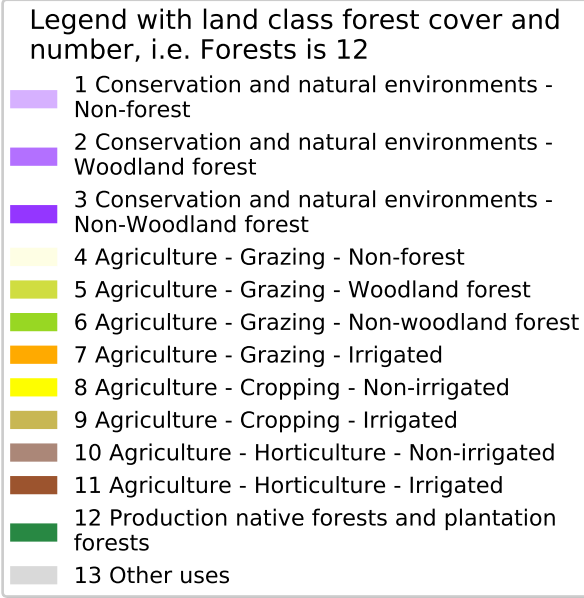 Legend with land class forest cover and
number, i.e. Forests is 12
1 Conservation and natural environments -
Non-forest
2 Conservation and natural environments -
Woodland forest
3 Conservation and natural environments -
Non-Woodland forest
4 Agriculture - Grazing - Non-forest
5 Agriculture - Grazing - Woodland forest
6 Agriculture - Grazing - Non-woodland forest
7 Agriculture - Grazing - Irrigated
8 Agriculture - Cropping - Non-irrigated
9 Agriculture - Cropping - Irrigated
10 Agriculture - Horticulture - Non-irrigated
11 Agriculture - Horticulture - Irrigated
12 Production native forests and plantation
forests
13 Other uses